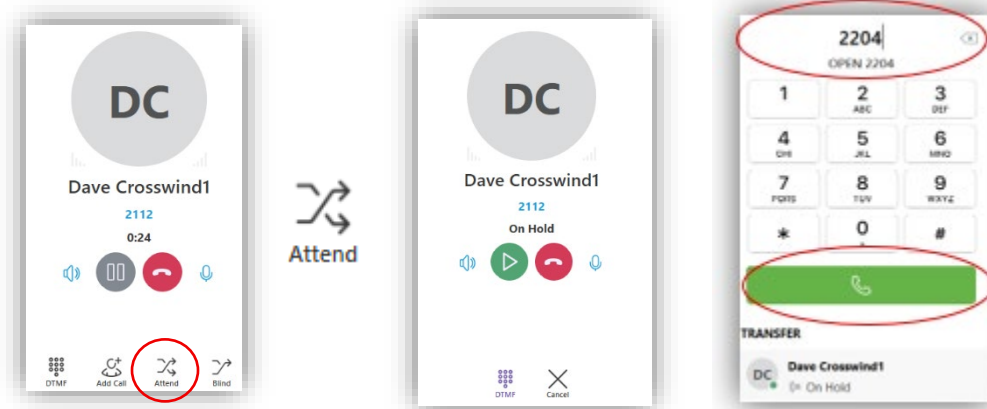 DC
Dave Crosswind1
2112
0:24
DTMF Add Call Attend Blind
Attend
DC
Dave Crosswind1
2112
On Hold
DTMF Cancel
2204
OPEN 2204
1 2 3
ABC DEF
4 5 6
GHI JKL MNO
7 8 9
PQRS TUV WXYZ
* 0 #
TRANSFER
DC Dave Crosswind1
On Hold